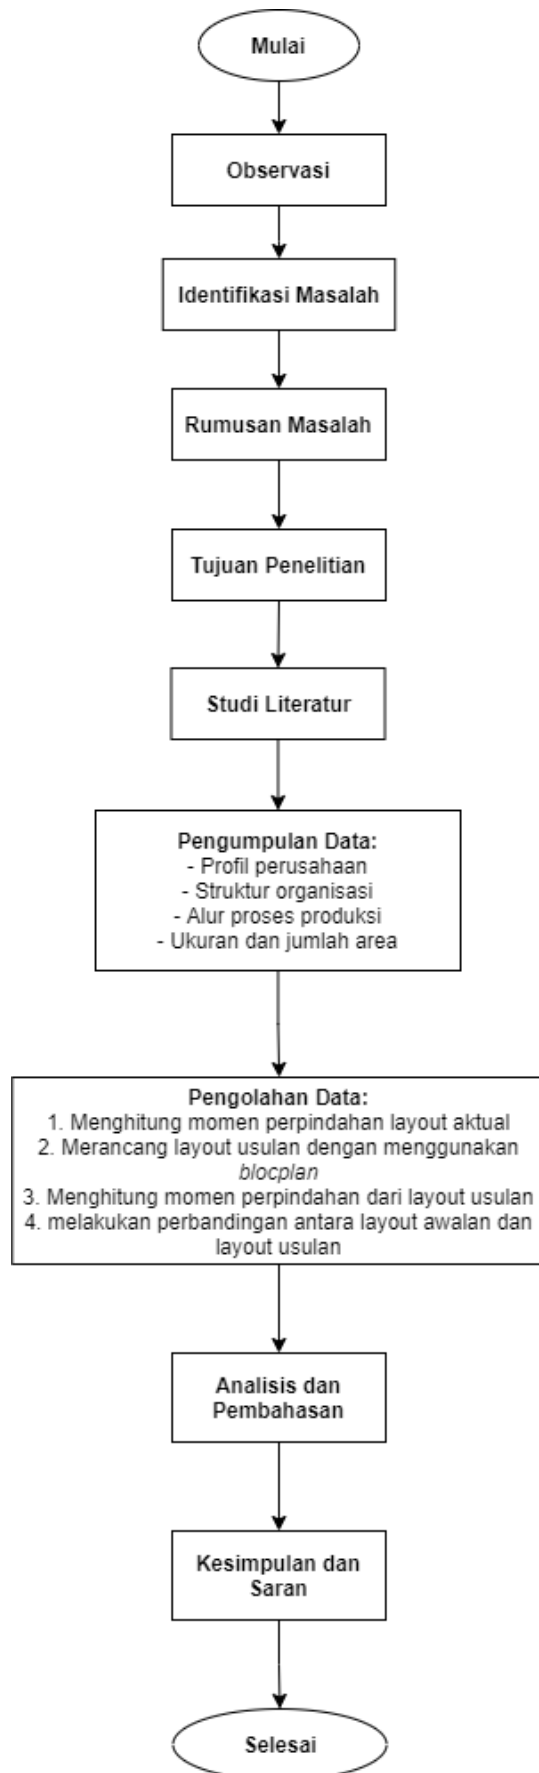 Mulai
Observasi
Identifikasi Masalah
Rumusan Masalah
Tujuan Penelitian
Studi Literatur
Pengumpulan Data:
- Profil perusahaan
- Struktur organisasi
- Alur proses produksi
- Ukuran dan jumlah area
Pengolahan Data:
1. Menghitung momen perpindahan layout aktual
2. Merancang layout usulan dengan menggunakan
blocplan
3. Menghitung momen perpindahan dari layout usulan
4. melakukan perbandingan antara layout awalan dan
layout usulan
Analisis dan
Pembahasan
Kesimpulan dan
Saran
Selesai